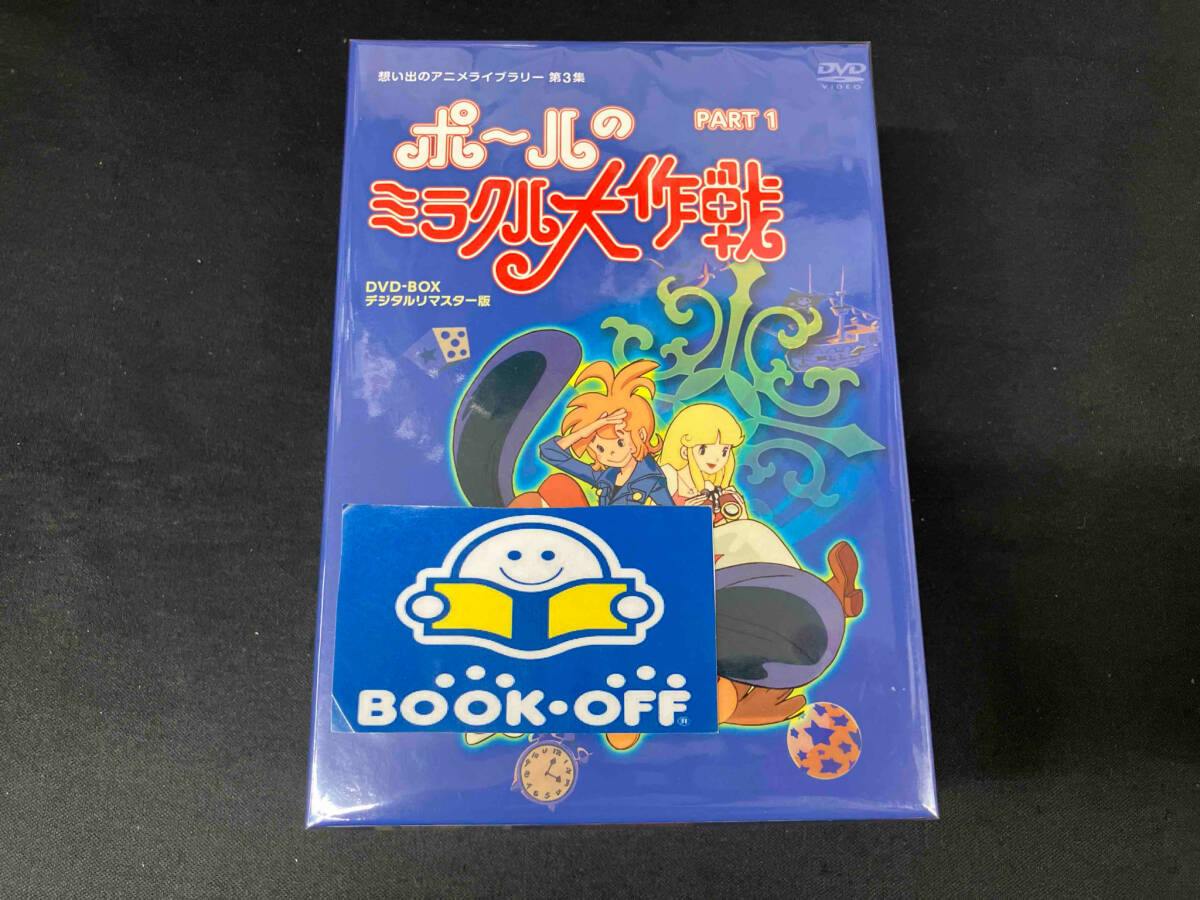 想い出のアニメライブラリー 第3集
DVD
VIDEO
ポールの
PART 1
ミラクル大作戦
DVD-BOX
デジタルリマスター版
BOOK・OFF®